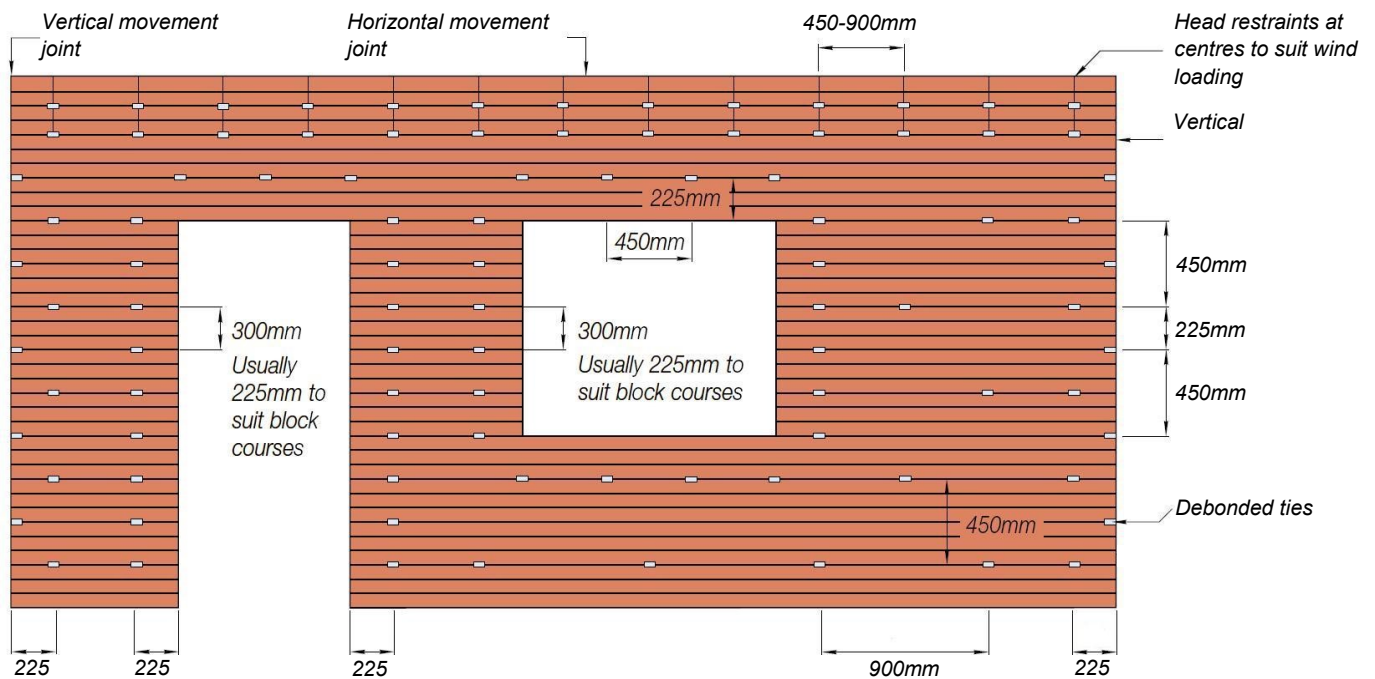 Vertical movement
joint
Horizontal movement
joint
450-900mm
Head restraints at
centres to suit wind
loading
Vertical
225mm
450mm
450mm
300mm
Usually
225mm to
suit block
courses
300mm
Usually 225mm to
suit block courses
225mm
450mm
450mm
Debonded ties
225
225
225
900mm
225